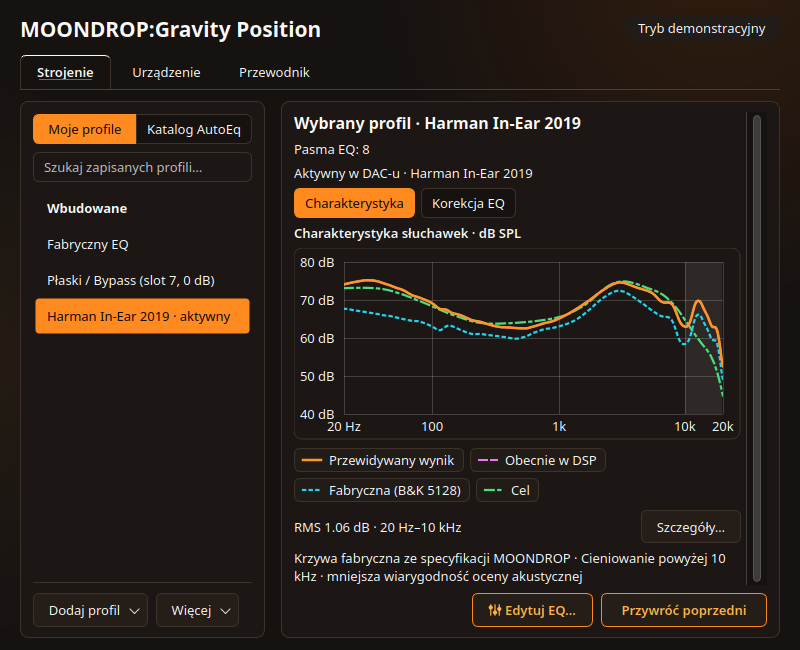 MOONDROP:Gravity Position
Tryb demonstracyjny
Strojenie
Urządzenie
Przewodnik
Moje profile
Katalog AutoEq
Szukaj zapisanych profili...
Wbudowane
Fabryczny EQ
Płaski / Bypass (slot 7, 0 dB)
Harman In-Ear 2019 · aktywny
Dodaj profil
Więcej
Wybrany profil · Harman In-Ear 2019
Pasma EQ: 8
Aktywny w DAC-u · Harman In-Ear 2019
Charakterystyka
Korekcja EQ
Charakterystyka słuchawek · dB SPL
80 dB
70 dB
60 dB
50 dB
40 dB
20 Hz
100
1k
10k
20k
Przewidywany wynik
Obecnie w DSP
Fabryczna (B&K 5128)
Cel
RMS 1.06 dB · 20 Hz–10 kHz
Szczegóły...
Krzywa fabryczna ze specyfikacji MOONDROP · Cieniowanie powyżej 10
kHz · mniejsza wiarygodność oceny akustycznej
Edytuj EQ...
Przywróć poprzedni